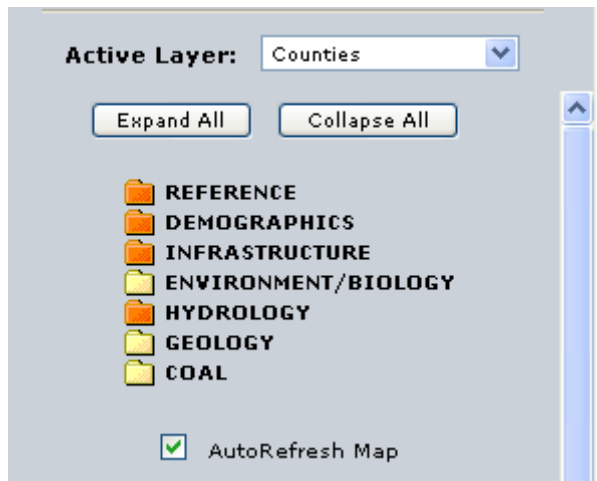 Active Layer: Counties
Expand All Collapse All
REFERENCE
DEMOGRAPHICS
INFRASTRUCTURE
ENVIRONMENT/BIOLOGY
HYDROLOGY
GEOLOGY
COAL
AutoRefresh Map